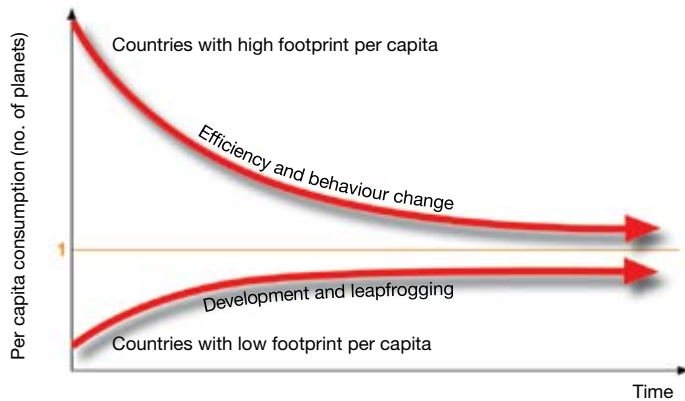 Per capita consumption (no. of planets)
Countries with high footprint per capita
Efficiency and behaviour change
1
Development and leapfrogging
Countries with low footprint per capita
Time